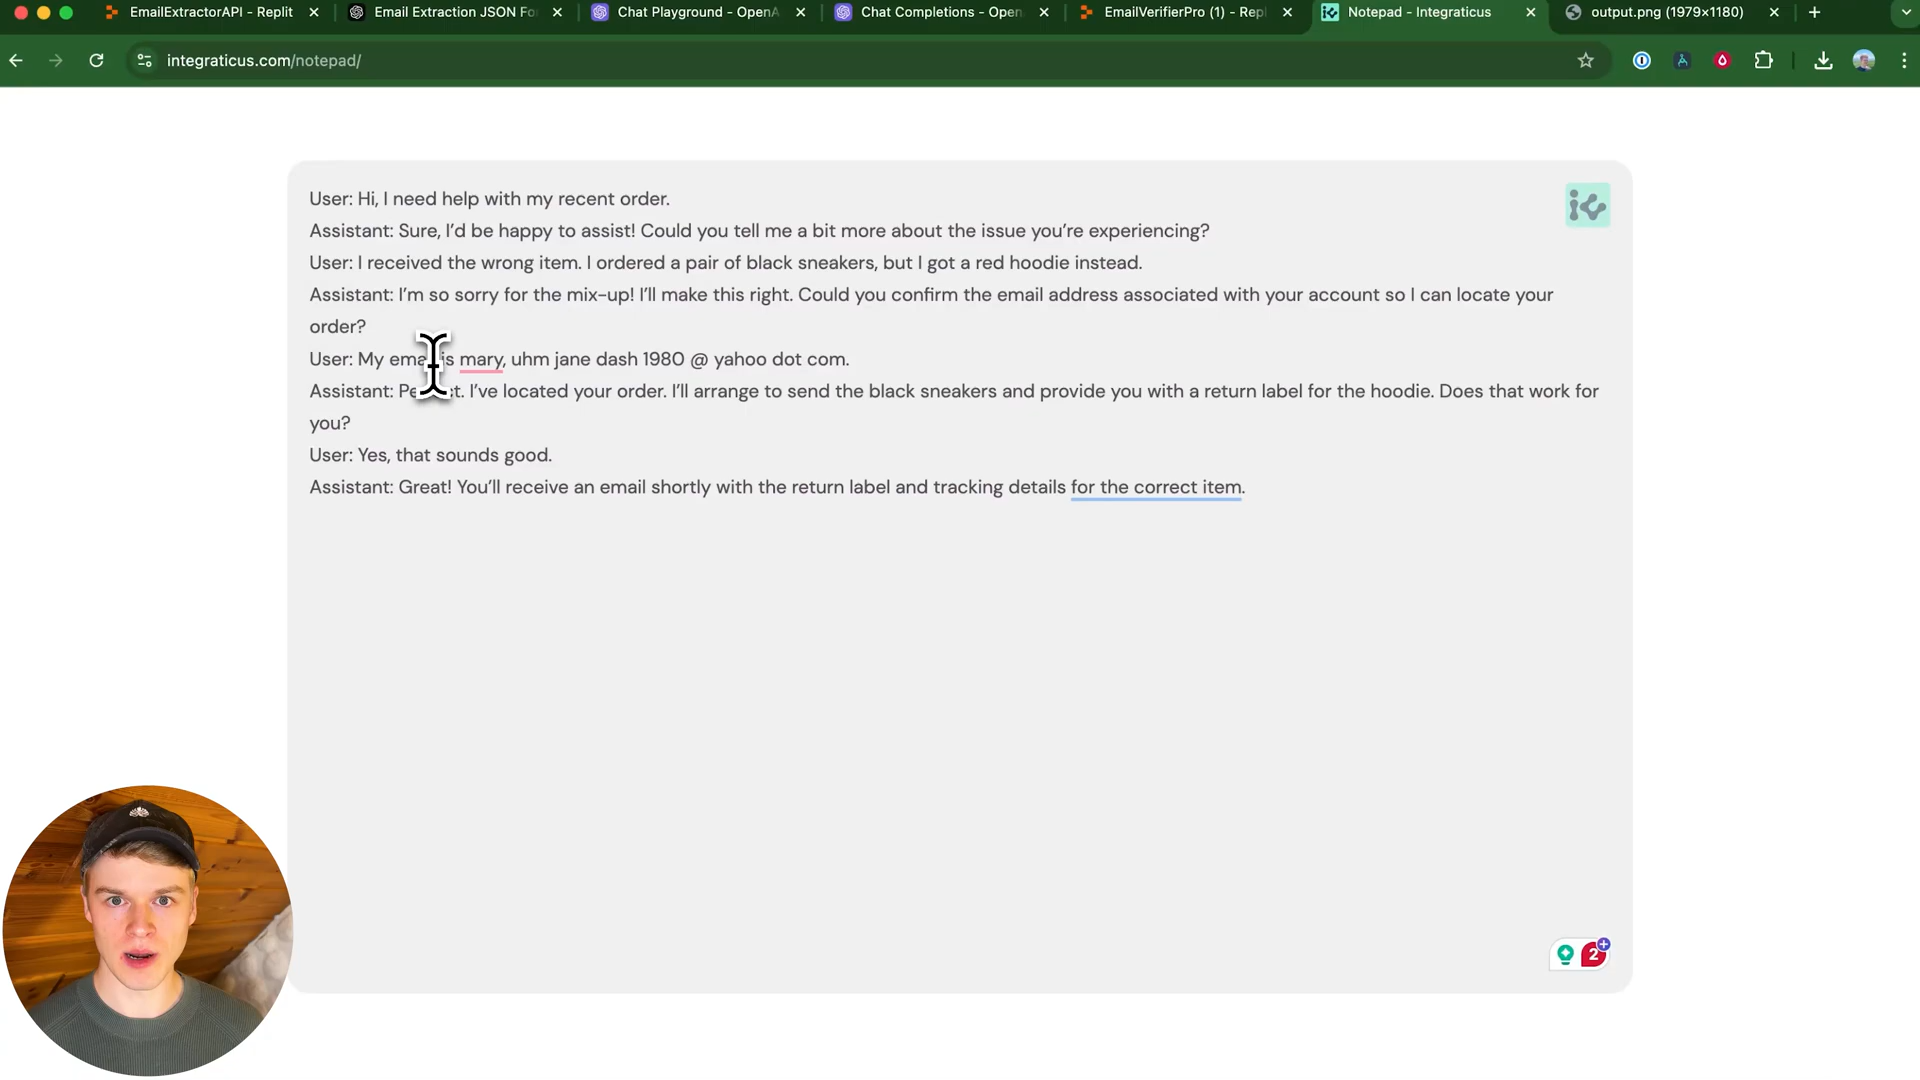 EmailExtractorAPI - Replit
Email Extraction JSON Fo
Chat Playground - OpenA
Chat Completions - Open
EmailVerifierPro (1) - Repl
Notepad - Integraticus
output.png (1979×1180)
integraticus.com/notepad/
User: Hi, I need help with my recent order.
Assistant: Sure, I'd be happy to assist! Could you tell me a bit more about the issue you're experiencing?
User: I received the wrong item. I ordered a pair of black sneakers, but I got a red hoodie instead.
Assistant: I'm so sorry for the mix-up! I'll make this right. Could you confirm the email address associated with your account so I can locate your
order?
User: My email is mary, uhm jane dash 1980 @ yahoo dot com.
Assistant: Perfect. I've located your order. I'll arrange to send the black sneakers and provide you with a return label for the hoodie. Does that work for
you?
User: Yes, that sounds good.
Assistant: Great! You'll receive an email shortly with the return label and tracking details for the correct item.
2